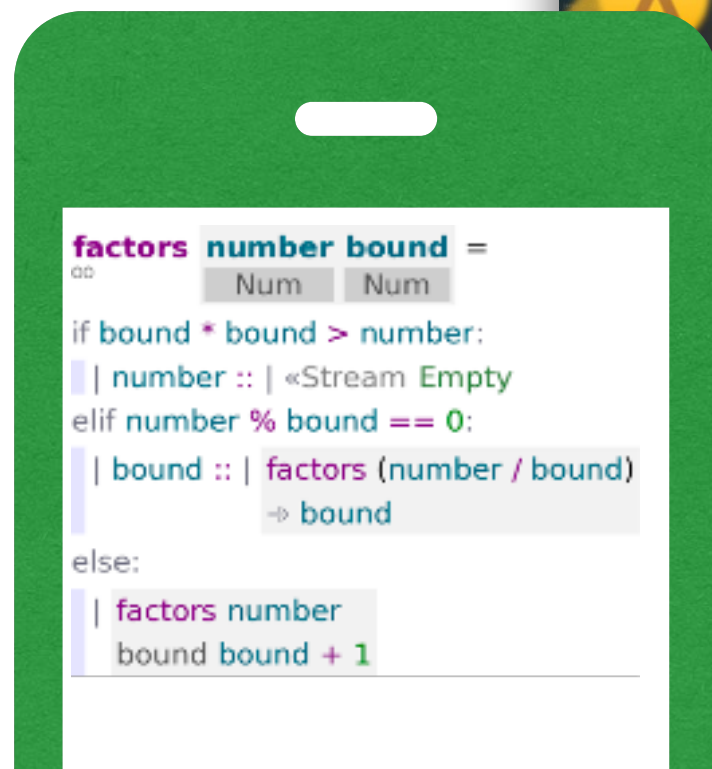 factors number bound =
∞ Num Num
if bound * bound > number:
| number :: | «Stream Empty
elif number % bound == 0:
| bound :: | factors (number / bound)
➾ bound
else:
| factors number
bound bound + 1